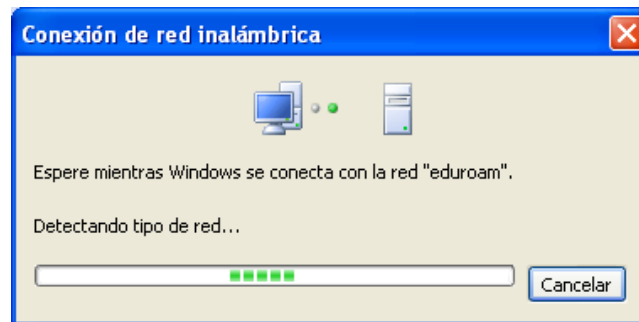 Conexión de red inalámbrica
Espere mientras Windows se conecta con la red "eduroam".
Detectando tipo de red...
Cancelar